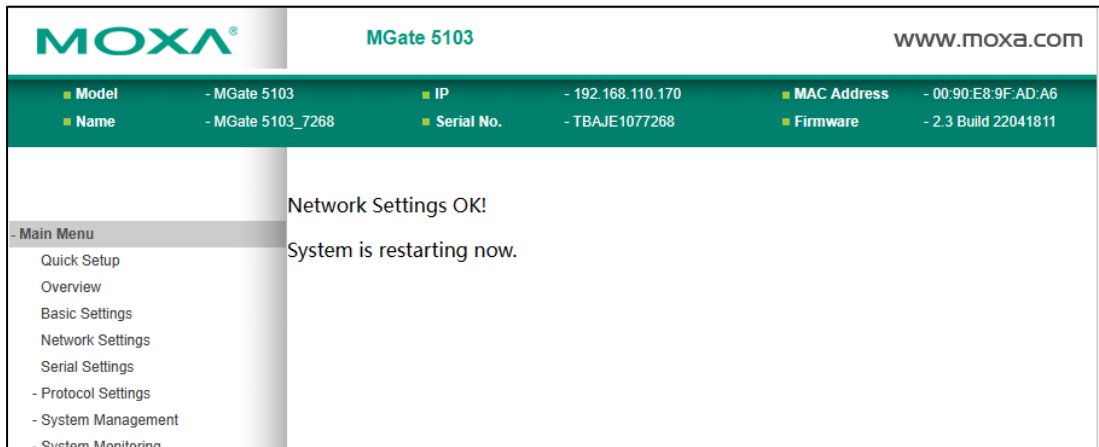 MOXA®
MGate 5103
www.moxa.com
Model - MGate 5103 IP - 192.168.110.170 MAC Address - 00:90:E8:9F:AD:A6
Name - MGate 5103_7268 Serial No. - TBAJE1077268 Firmware - 2.3 Build 22041811
Network Settings OK!
System is restarting now.
- Main Menu
Quick Setup
Overview
Basic Settings
Network Settings
Serial Settings
- Protocol Settings
- System Management
- System Monitoring